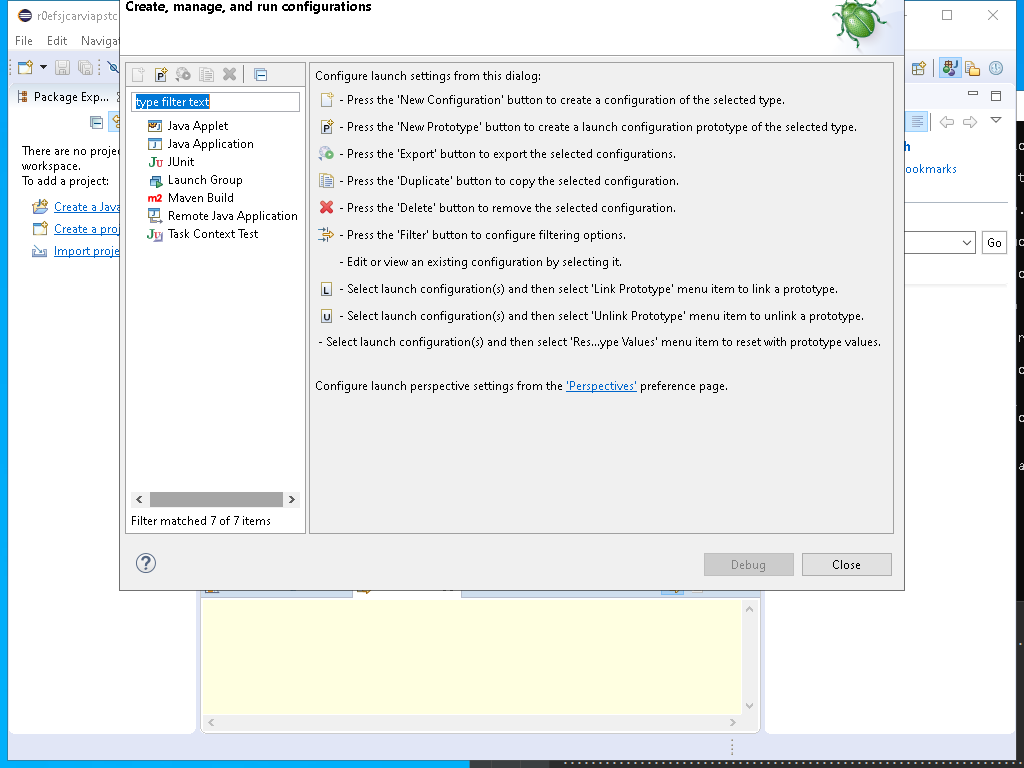 Create, manage, and run configurations
r0efsjcarviapstc
File Edit Naviga
Package Exp...
There are no proje
workspace.
To add a project:
Create a Java
Create a proj
Import proje
type filter text
Java Applet
Java Application
JUnit
Launch Group
Maven Build
Remote Java Application
Task Context Test
Filter matched 7 of 7 items
Configure launch settings from this dialog:
- Press the 'New Configuration' button to create a configuration of the selected type.
- Press the 'New Prototype' button to create a launch configuration prototype of the selected type.
- Press the 'Export' button to export the selected configurations.
- Press the 'Duplicate' button to copy the selected configuration.
- Press the 'Delete' button to remove the selected configuration.
- Press the 'Filter' button to configure filtering options.
- Edit or view an existing configuration by selecting it.
- Select launch configuration(s) and then select 'Link Prototype' menu item to link a prototype.
- Select launch configuration(s) and then select 'Unlink Prototype' menu item to unlink a prototype.
- Select launch configuration(s) and then select 'Res...ype Values' menu item to reset with prototype values.
Configure launch perspective settings from the 'Perspectives' preference page.
Debug
Close
h
ookmarks
Go